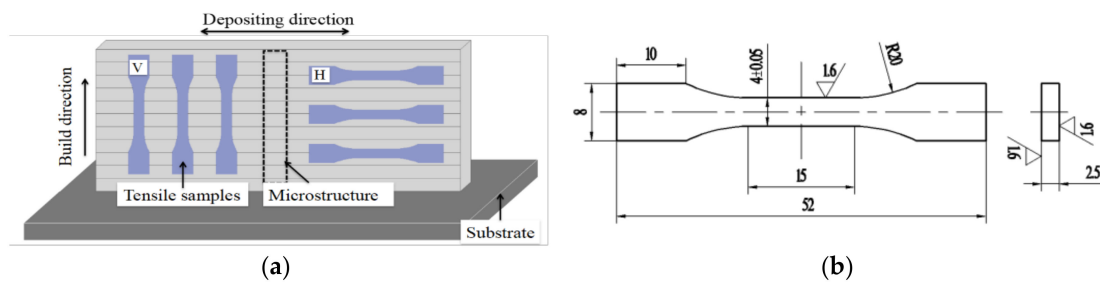 Depositing direction
Build direction
V
H
Tensile samples
Microstructure
Substrate
(a)
10
8
4±0.05
1.6
R20
15
52
1.6
1.6
2.5
(b)